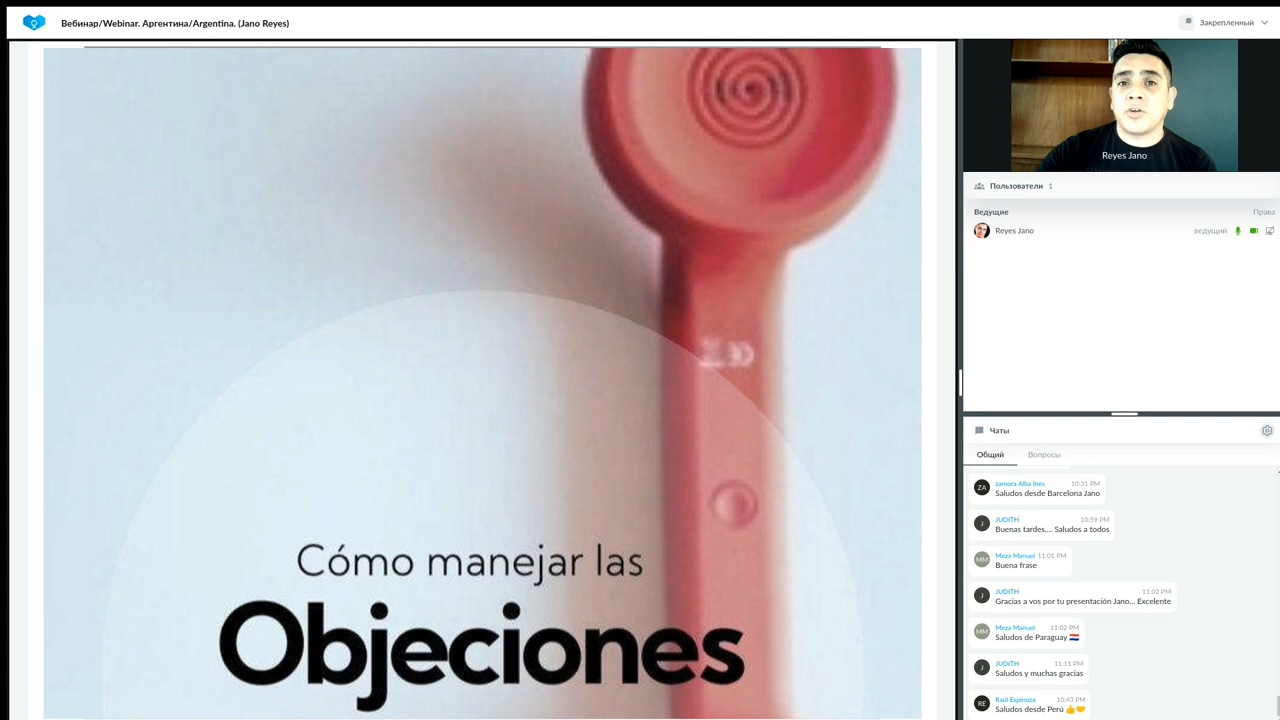 Вебинар/Webinar. Аргентина/Argentina. (Jano Reyes)
Закрепленный
Cómo manejar las
Objeciones
Reyes Jano
Пользователи 1
Ведущие Права
Reyes Jano ведущий
Чаты
Общий Вопросы
ZA zamora Alba Inés 10:31 PM
Saludos desde Barcelona Jano
J JUDITH 10:59 PM
Buenas tardes.... Saludos a todos
MM Meza Manuel 11:01 PM
Buena frase
J JUDITH 11:02 PM
Gracias a vos por tu presentación Jano... Excelente
MM Meza Manuel 11:02 PM
Saludos de Paraguay 🇵🇾
J JUDITH 11:11 PM
Saludos y muchas gracias
RE Raúl Espinoza 10:43 PM
Saludos desde Perú 👍🤝